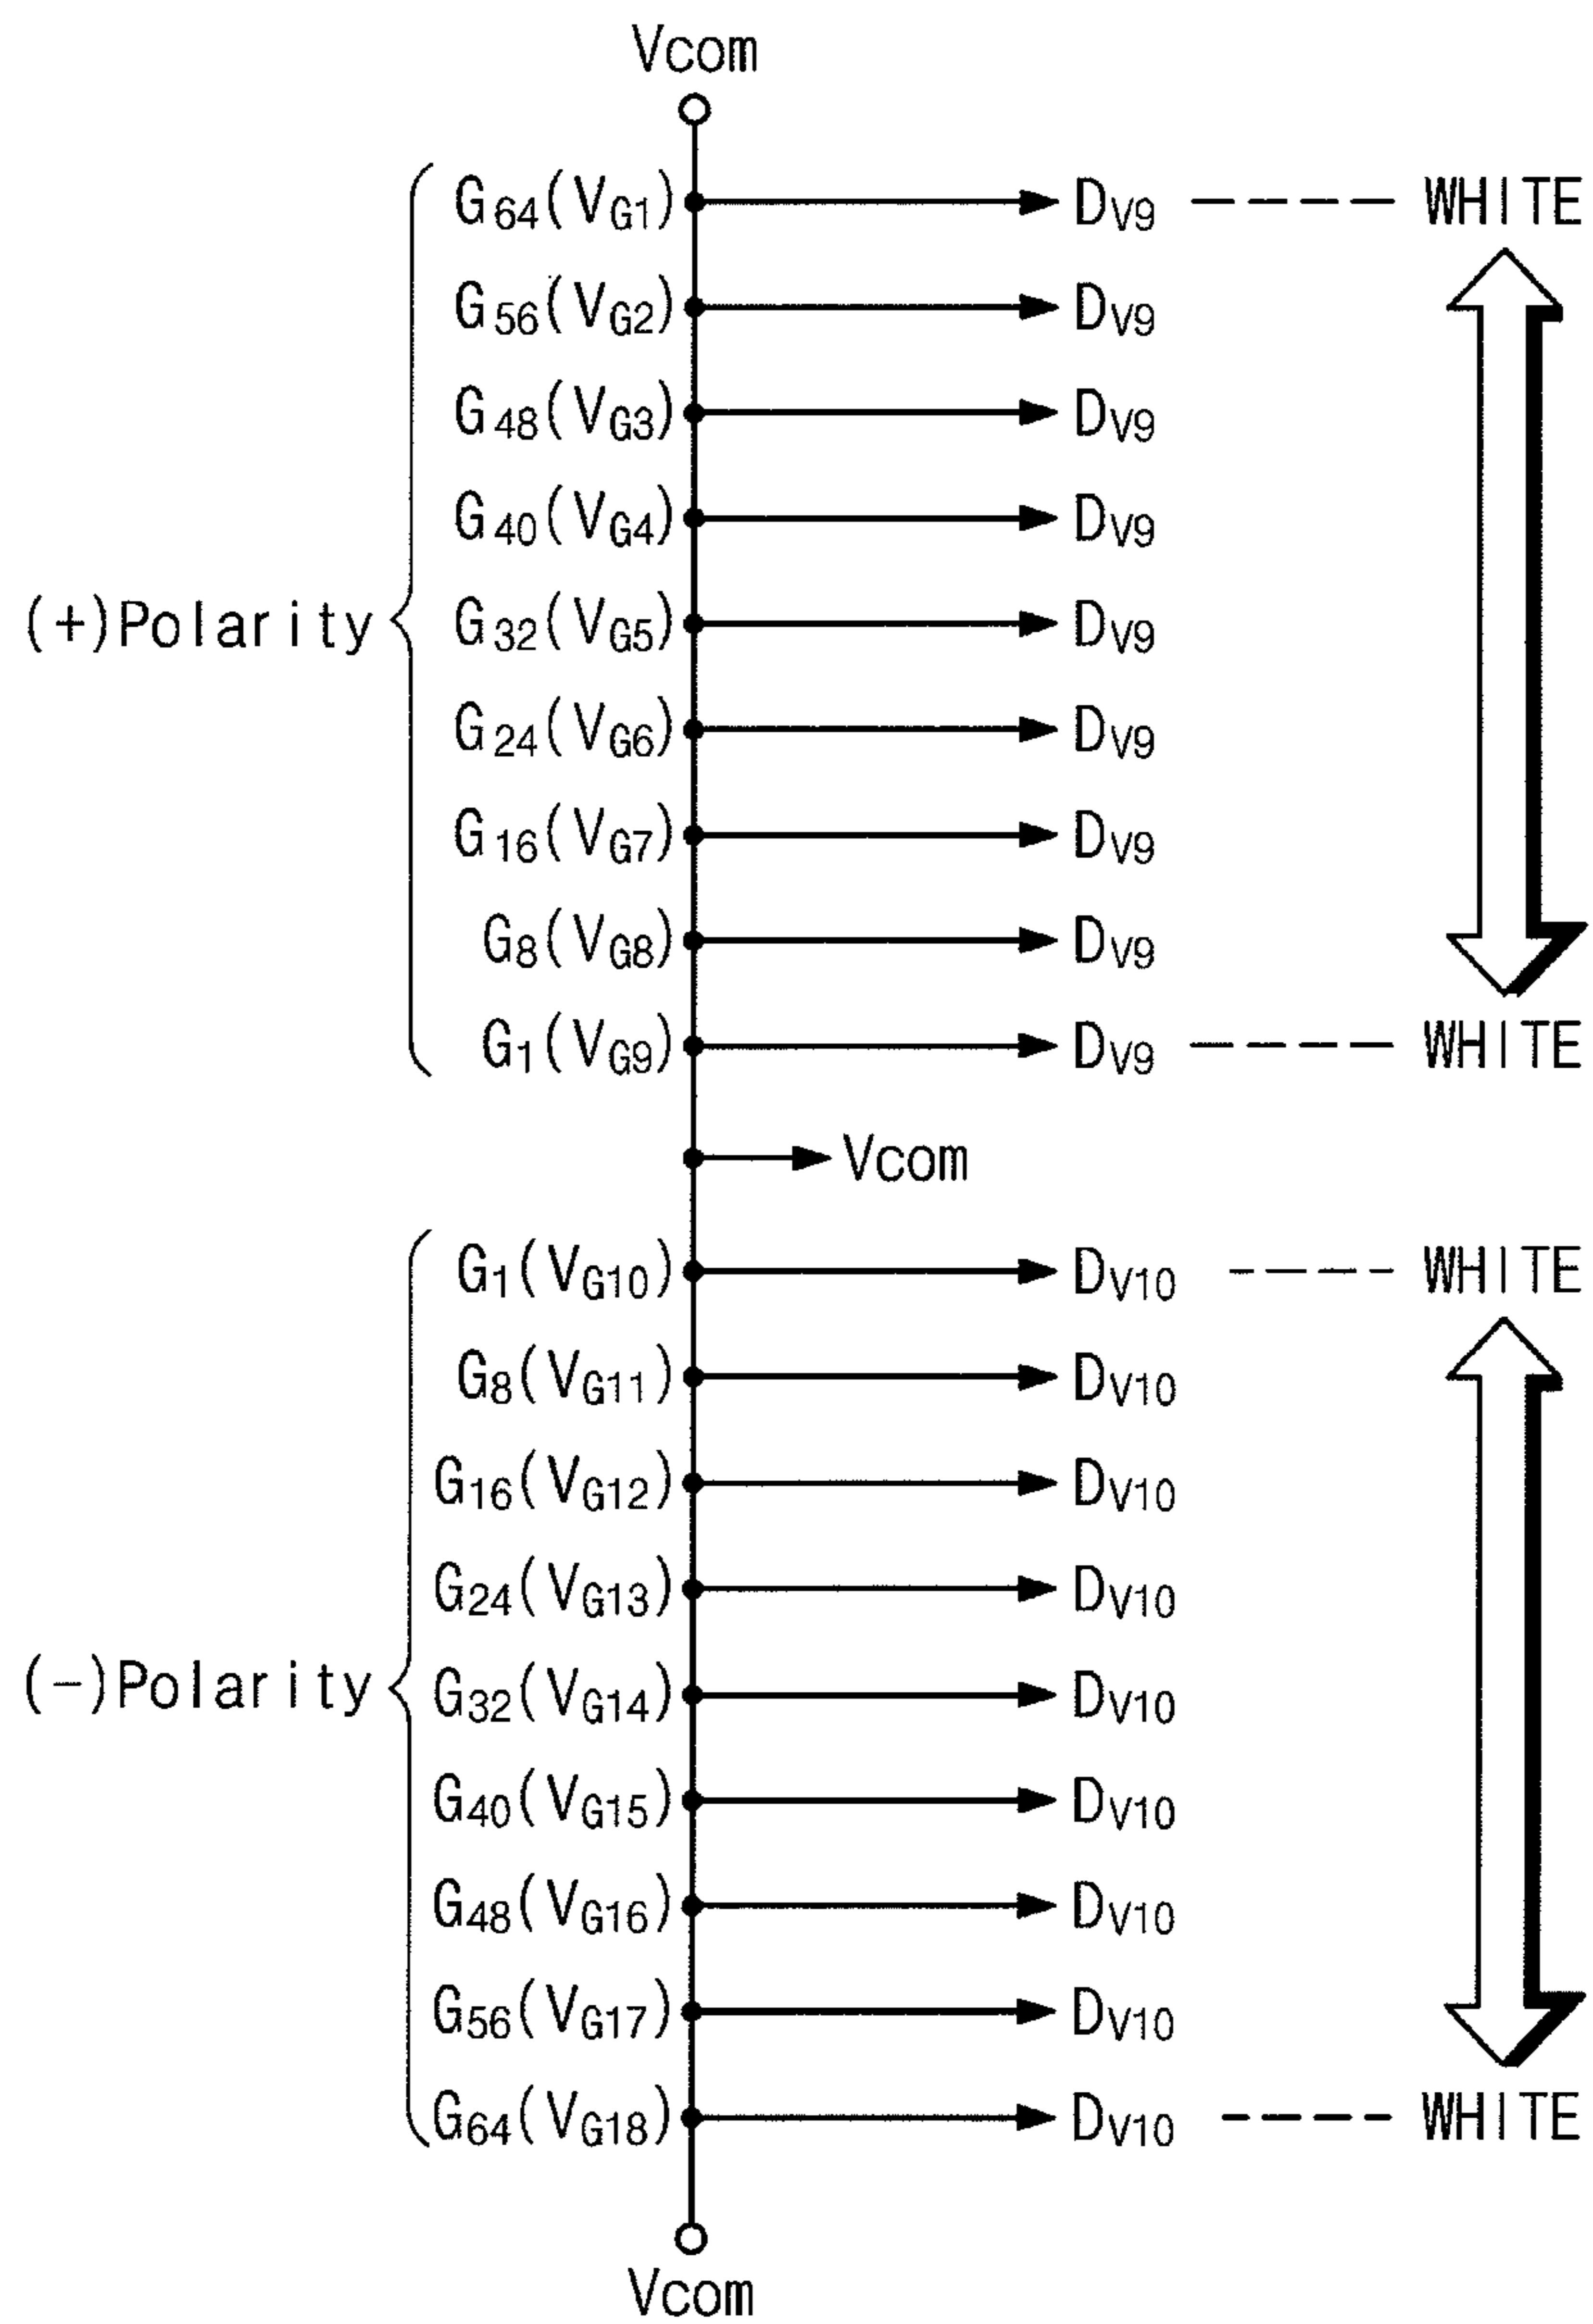 Vcom
G64(VG1) DV9 WHITE
G56(VG2) DV9
G48(VG3) DV9
G40(VG4) DV9
(+)Polarity G32(VG5) DV9
G24(VG6) DV9
G16(VG7) DV9
G8(VG8) DV9
G1(VG9) DV9 WHITE
Vcom
G1(VG10) DV10 WHITE
G8(VG11) DV10
G16(VG12) DV10
G24(VG13) DV10
(-)Polarity G32(VG14) DV10
G40(VG15) DV10
G48(VG16) DV10
G56(VG17) DV10
G64(VG18) DV10 WHITE
Vcom